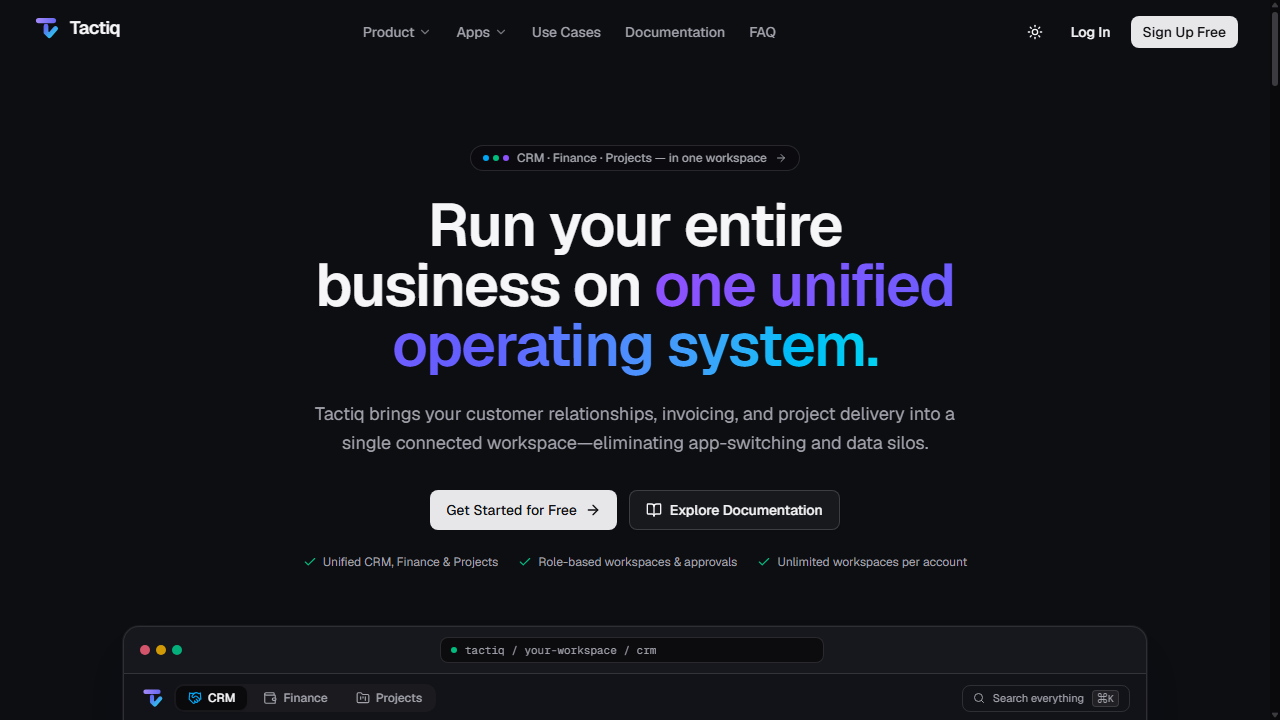 Tactiq
Product
Apps
Use Cases
Documentation
FAQ
Log In
Sign Up Free
CRM · Finance · Projects — in one workspace
Run your entire
business on one unified
operating system.
Tactiq brings your customer relationships, invoicing, and project delivery into a
single connected workspace—eliminating app-switching and data silos.
Get Started for Free
Explore Documentation
Unified CRM, Finance & Projects
Role-based workspaces & approvals
Unlimited workspaces per account
tactiq / your-workspace / crm
CRM
Finance
Projects
Search everything
⌘K